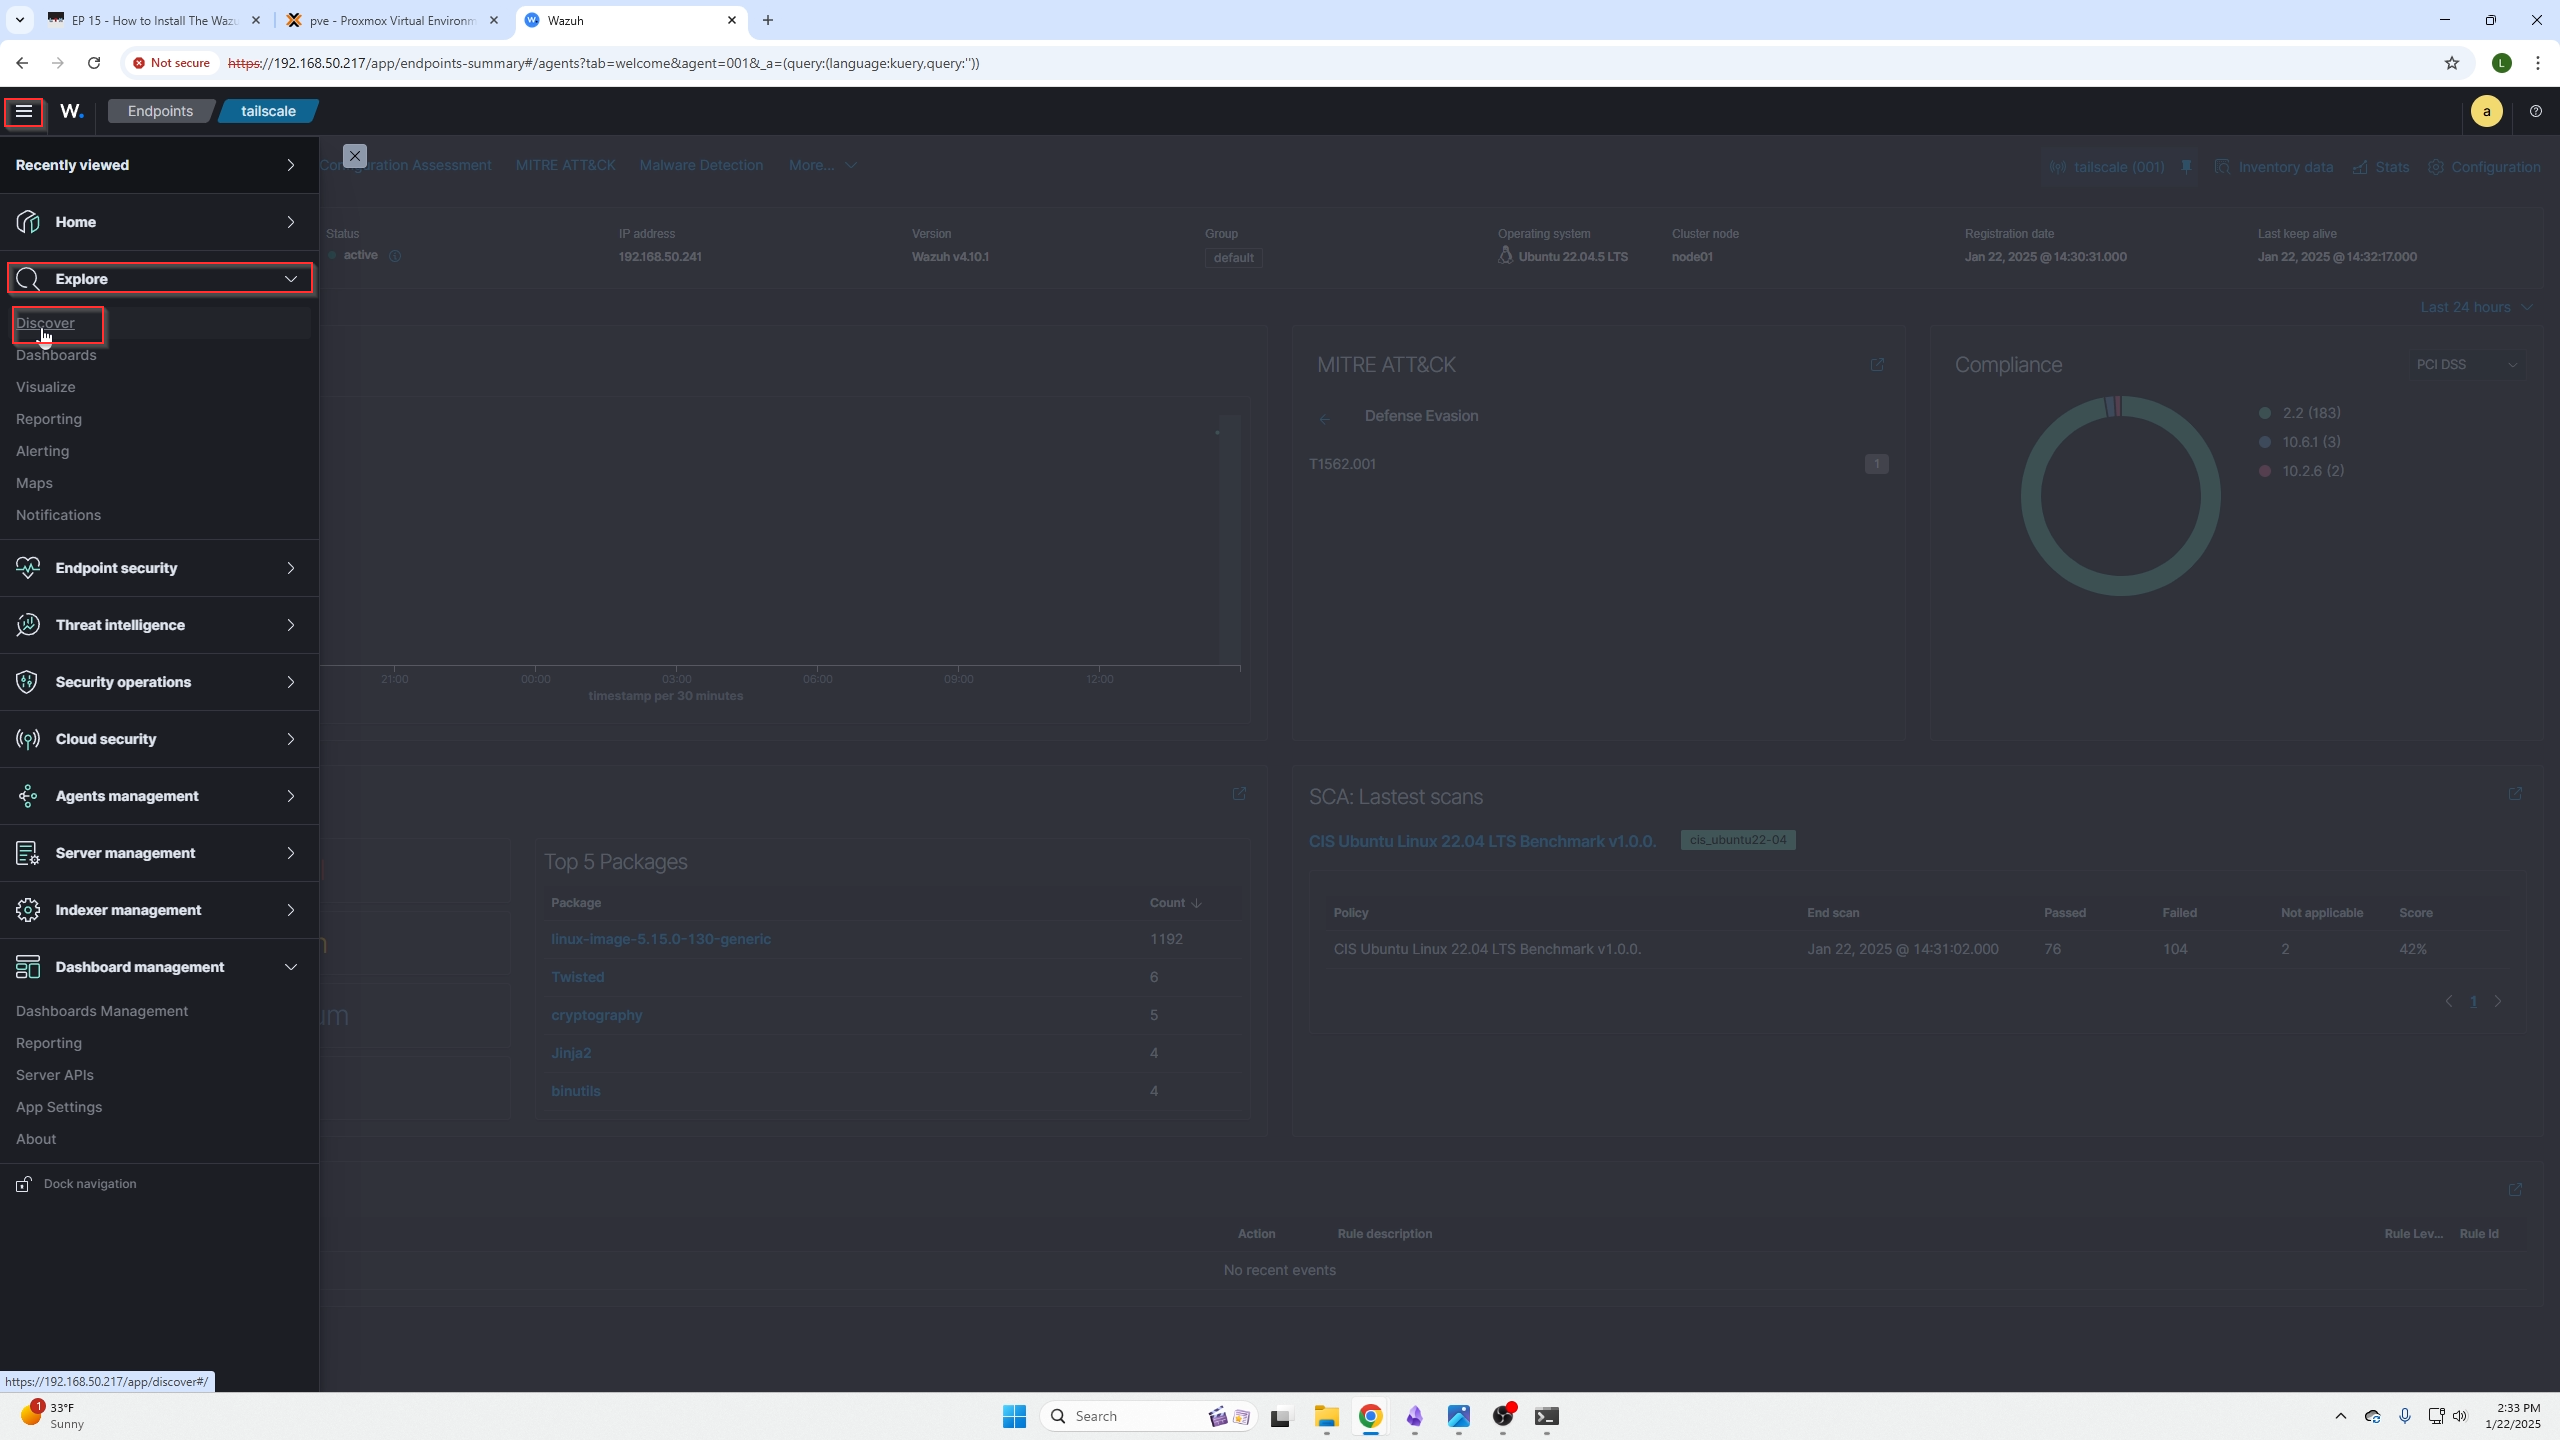 EP 15 - How to Install The Wazu
pve - Proxmox Virtual Environm
Wazuh
Not secure
https://192.168.50.217/app/endpoints-summary#/agents?tab=welcome&agent=001&_a=(query:(language:kuery,query:''))
L
W.
Endpoints
tailscale
a
Recently viewed
Home
Explore
Discover
Dashboards
Visualize
Reporting
Alerting
Maps
Notifications
Endpoint security
Threat intelligence
Security operations
Cloud security
Agents management
Server management
Indexer management
Dashboard management
Dashboards Management
Reporting
Server APIs
App Settings
About
Dock navigation
Assessment
MITRE ATT&CK
Malware Detection
More...
tailscale (001)
Inventory data
Stats
Configuration
Status
active
IP address
192.168.50.241
Version
Wazuh v4.10.1
Group
default
Operating system
Ubuntu 22.04.5 LTS
Cluster node
node01
Registration date
Jan 22, 2025 @ 14:30:31.000
Last keep alive
Jan 22, 2025 @ 14:32:17.000
Last 24 hours
21:00 00:00 03:00 06:00 09:00 12:00
timestamp per 30 minutes
MITRE ATT&CK
Defense Evasion
T1562.001 1
Compliance
PCI DSS
2.2 (183)
10.6.1 (3)
10.2.6 (2)
Top 5 Packages
Package Count
linux-image-5.15.0-130-generic 1192
Twisted 6
cryptography 5
Jinja2 4
binutils 4
SCA: Lastest scans
CIS Ubuntu Linux 22.04 LTS Benchmark v1.0.0. cis_ubuntu22-04
Policy End scan Passed Failed Not applicable Score
CIS Ubuntu Linux 22.04 LTS Benchmark v1.0.0. Jan 22, 2025 @ 14:31:02.000 76 104 2 42%
1
Action Rule description Rule Lev... Rule Id
No recent events
https://192.168.50.217/app/discover#/
1
33°F
Sunny
Search
2:33 PM
1/22/2025